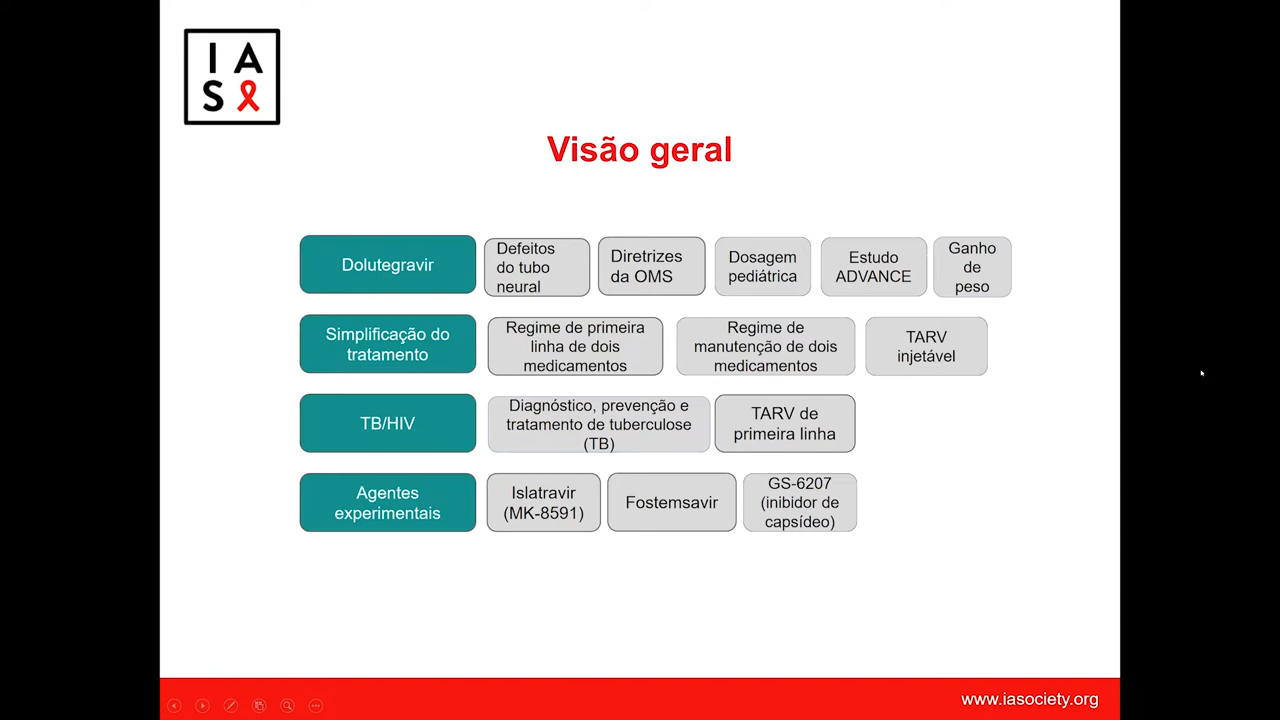 I A
S
Visão geral
Dolutegravir
Defeitos
do tubo
neural
Diretrizes
da OMS
Dosagem
pediátrica
Estudo
ADVANCE
Ganho
de
peso
Simplificação do
tratamento
Regime de primeira
linha de dois
medicamentos
Regime de
manutenção de dois
medicamentos
TARV
injetável
TB/HIV
Diagnóstico, prevenção e
tratamento de tuberculose
(TB)
TARV de
primeira linha
Agentes
experimentais
Islatravir
(MK-8591)
Fostemsavir
GS-6207
(inibidor de
capsídeo)
www.iasociety.org